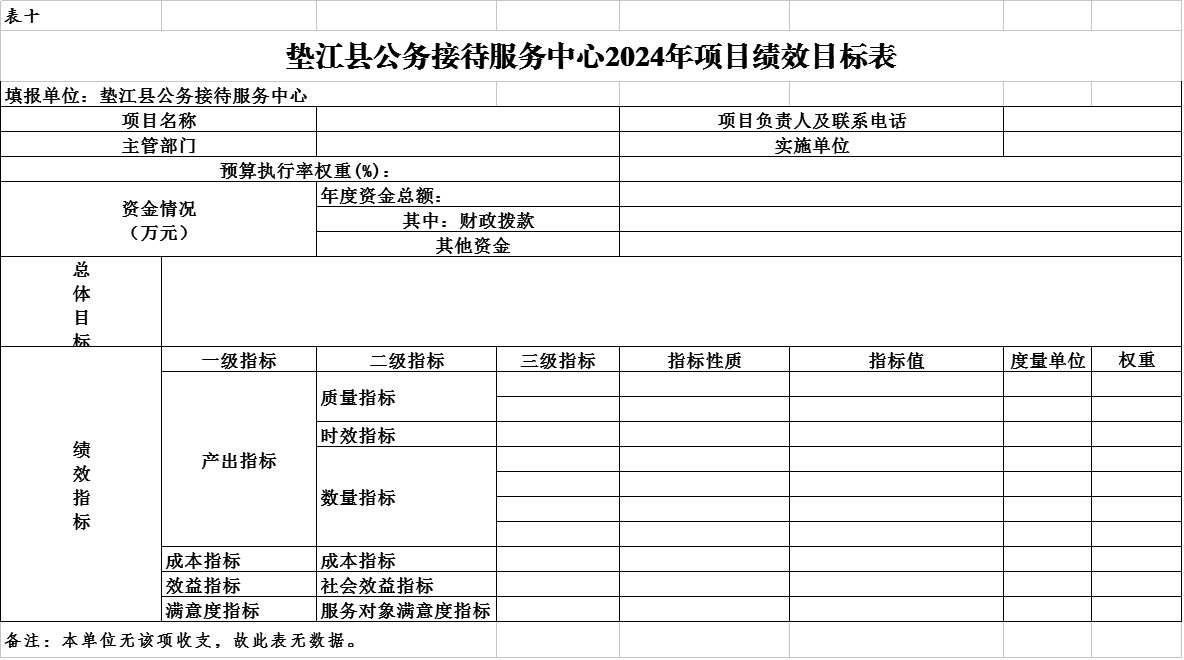 表十
垫江县公务接待服务中心2024年项目绩效目标表
填报单位：垫江县公务接待服务中心
项目名称 项目负责人及联系电话
主管部门 实施单位
预算执行率权重(%)：
资金情况
（万元）
年度资金总额：
其中：财政拨款
其他资金
总
体
目
标
绩
效
指
标
一级指标 二级指标 三级指标 指标性质 指标值 度量单位 权重
产出指标
质量指标
时效指标
数量指标
成本指标 成本指标
效益指标 社会效益指标
满意度指标 服务对象满意度指标
备注：本单位无该项收支，故此表无数据。